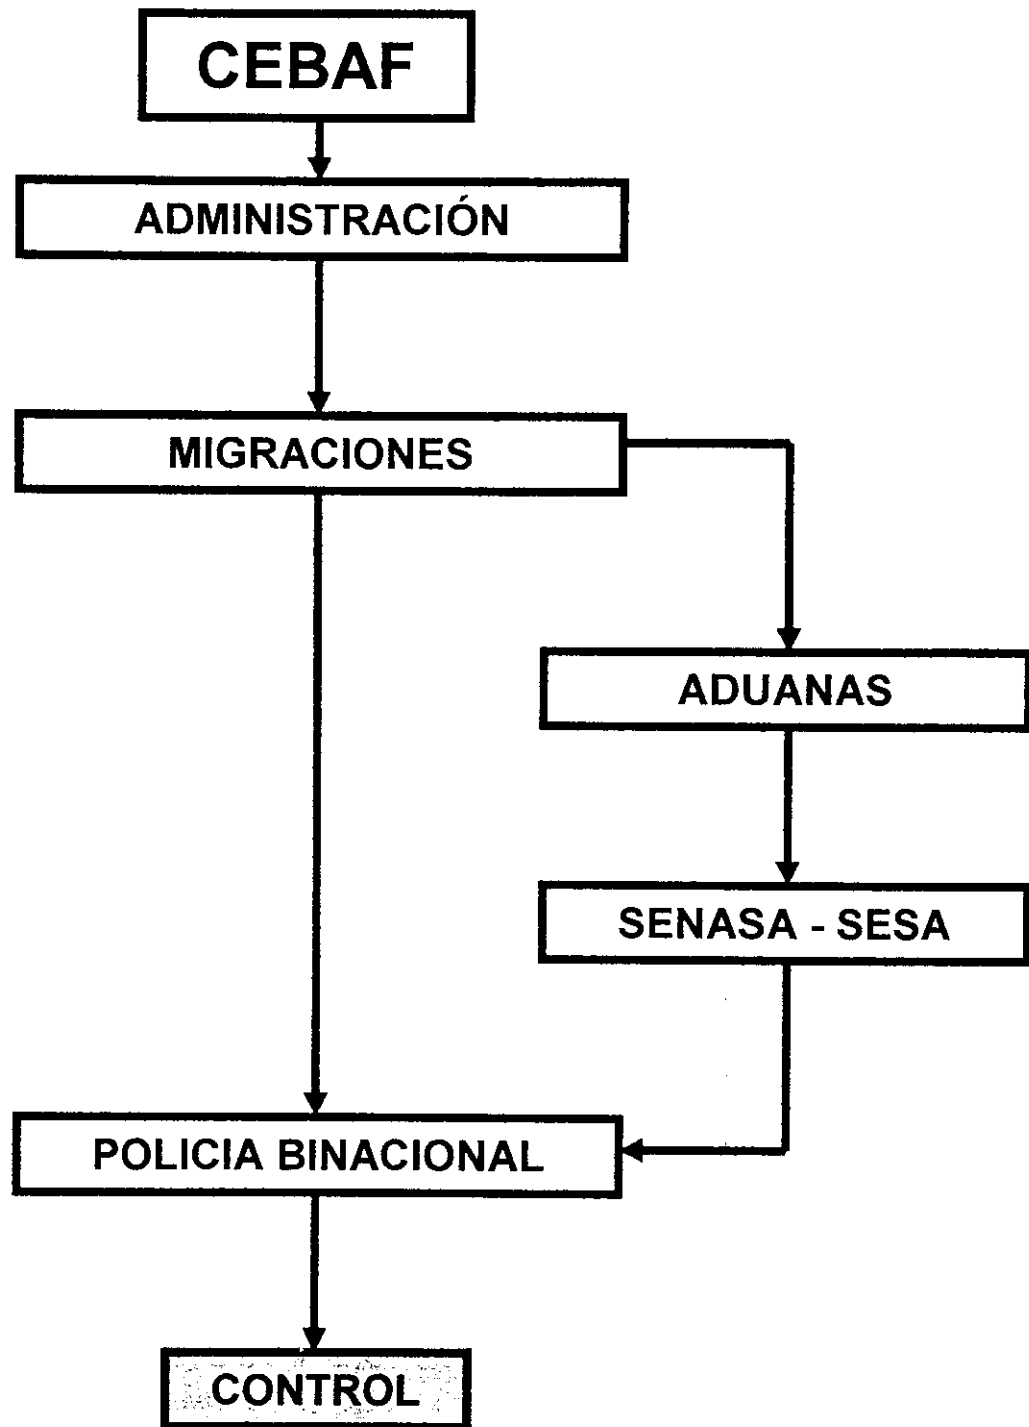 CEBAF
ADMINISTRACIÓN
MIGRACIONES
ADUANAS
SENASA - SESA
POLICIA BINACIONAL
CONTROL